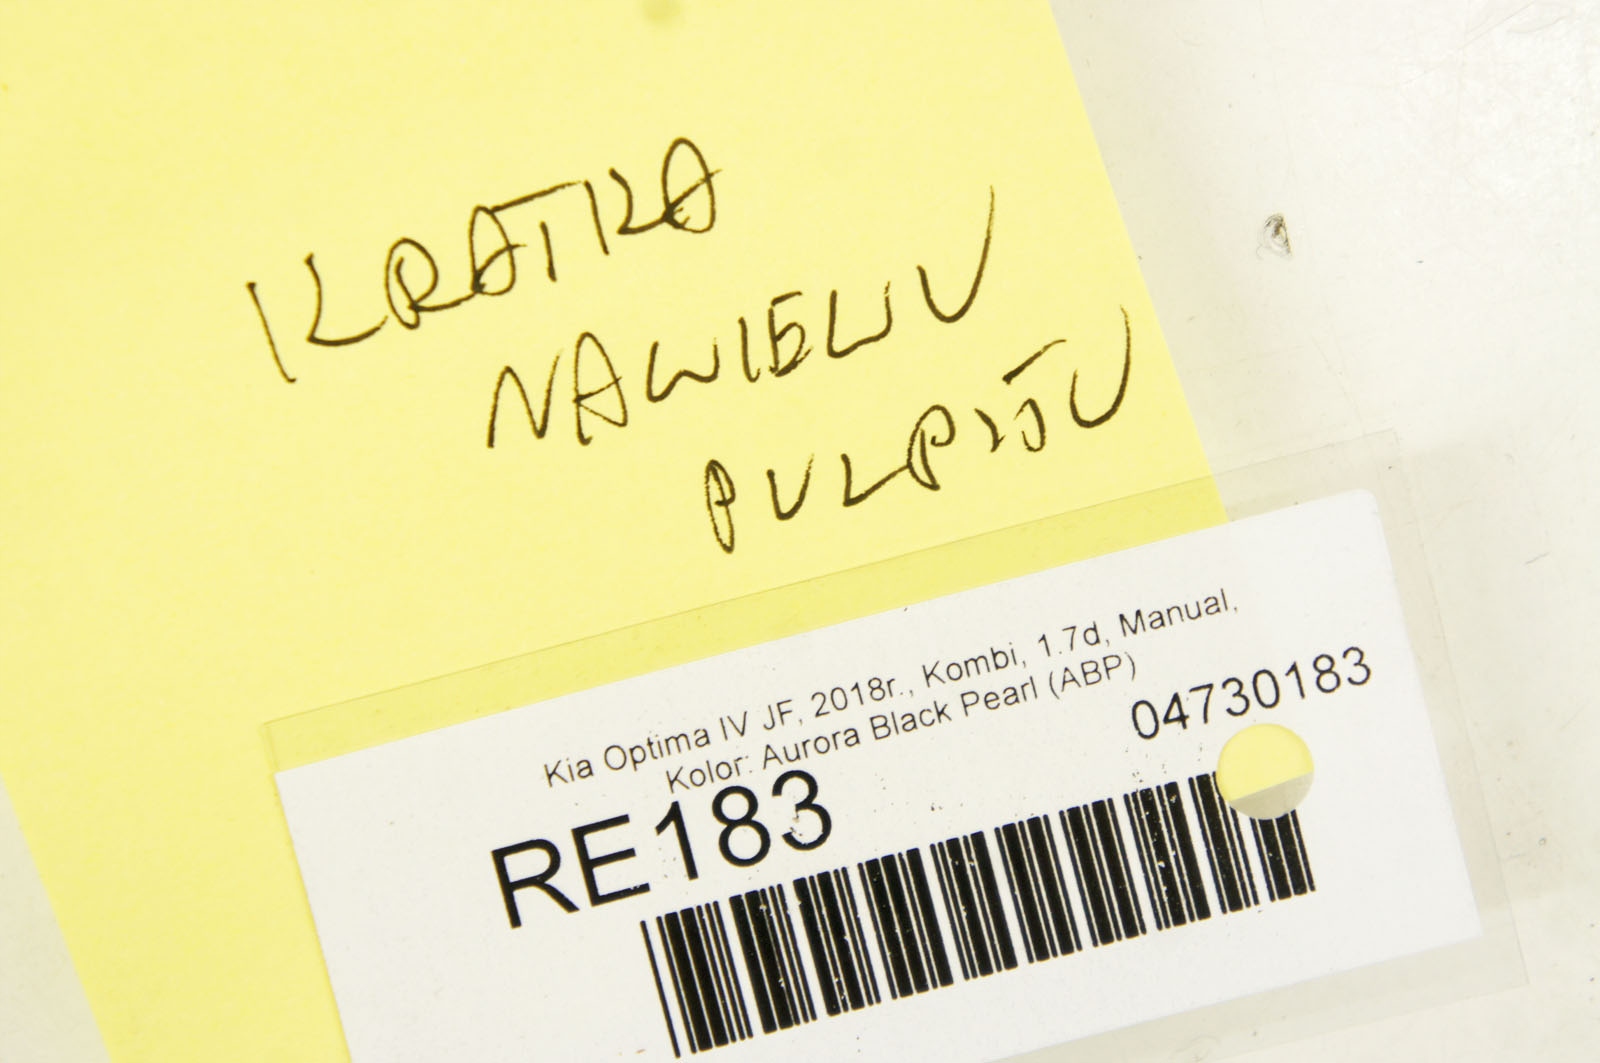 KRATKA
NAWIEWU
PULPITU
Kia Optima IV JF, 2018r., Kombi, 1.7d, Manual,
Kolor: Aurora Black Pearl (ABP)
04730183
RE183